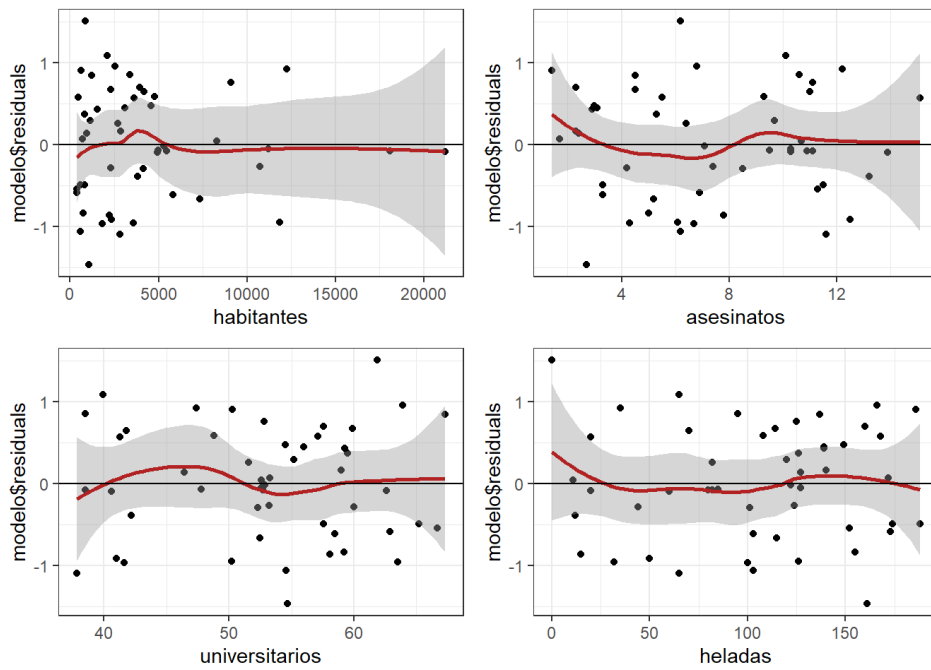 modelo$residuals
1
0
-1
0 5000 10000 15000 20000
habitantes
modelo$residuals
1
0
-1
4 8 12
asesinatos
modelo$residuals
1
0
-1
40 50 60
universitarios
modelo$residuals
1
0
-1
0 50 100 150
heladas